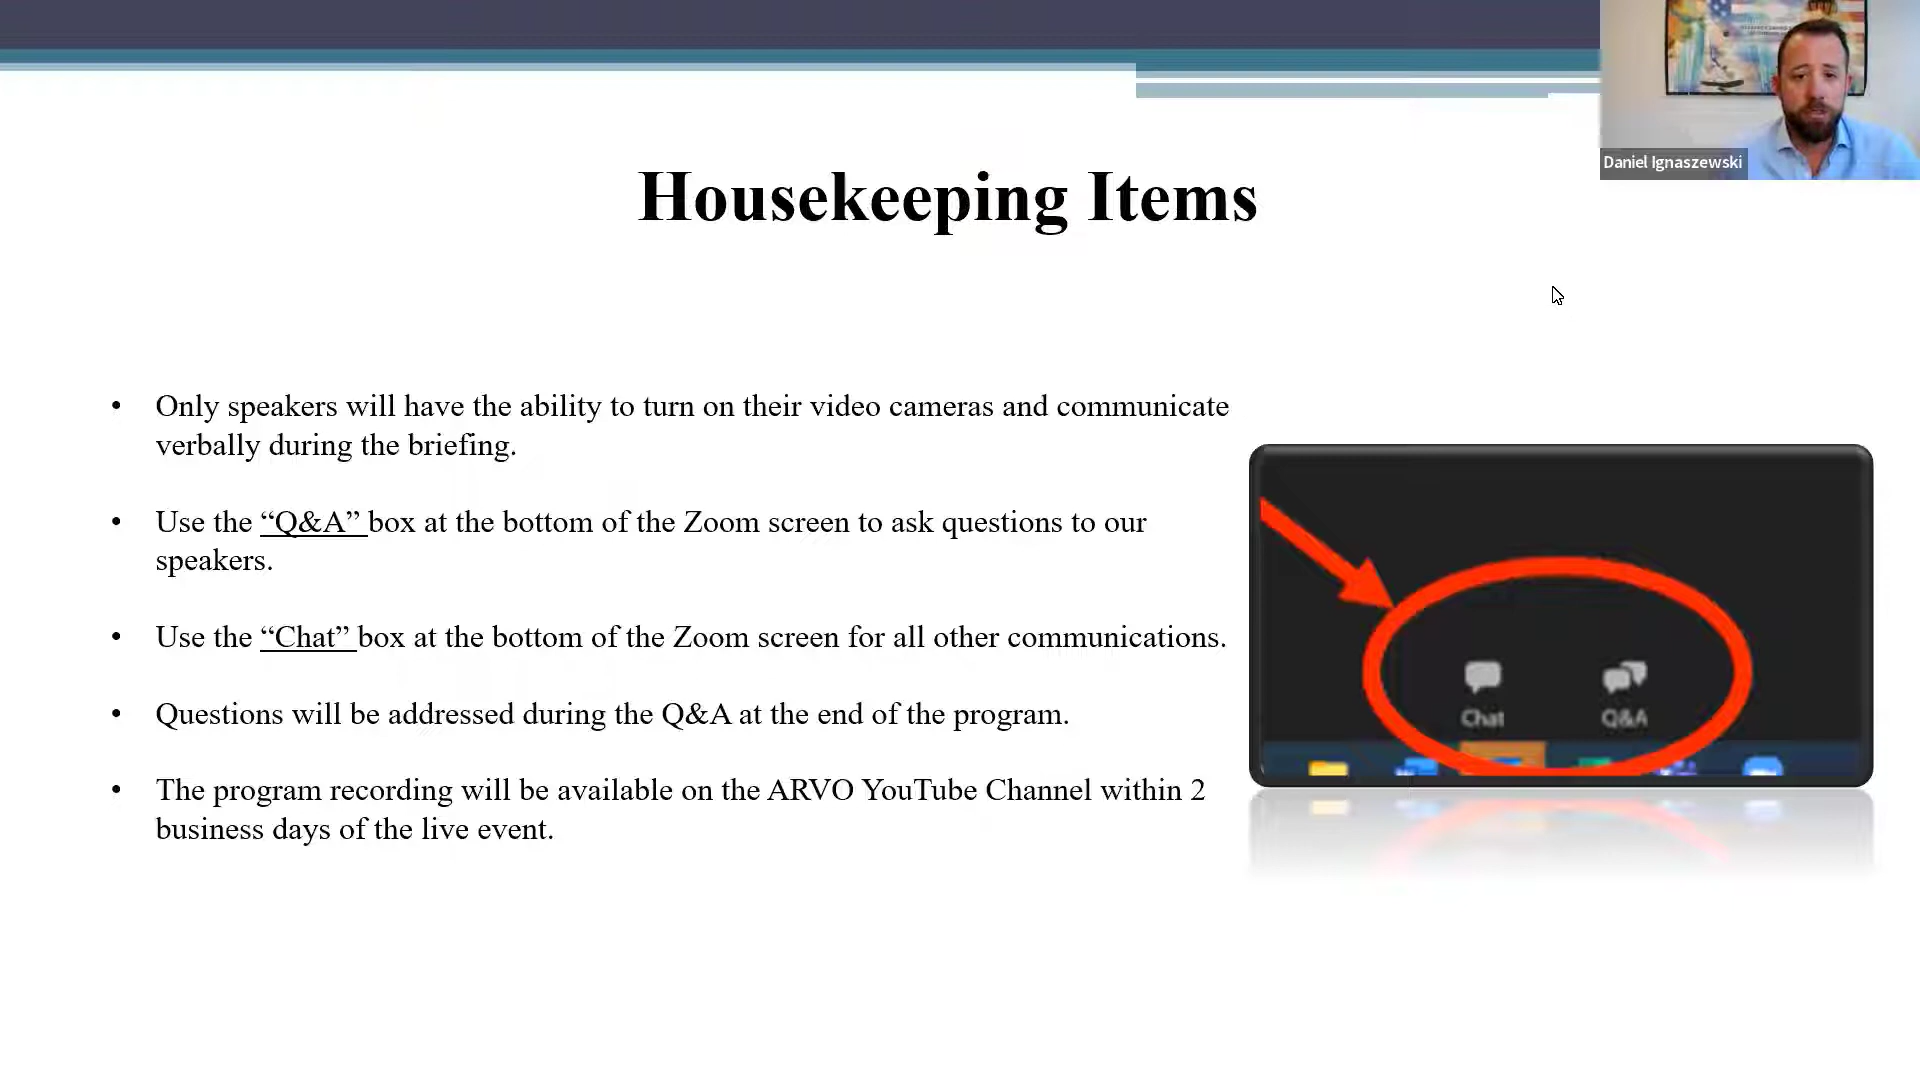 Daniel Ignaszewski
Housekeeping Items
• Only speakers will have the ability to turn on their video cameras and communicate
verbally during the briefing.
• Use the “Q&A” box at the bottom of the Zoom screen to ask questions to our
speakers.
• Use the “Chat” box at the bottom of the Zoom screen for all other communications.
• Questions will be addressed during the Q&A at the end of the program.
• The program recording will be available on the ARVO YouTube Channel within 2
business days of the live event.
Chat
Q&A